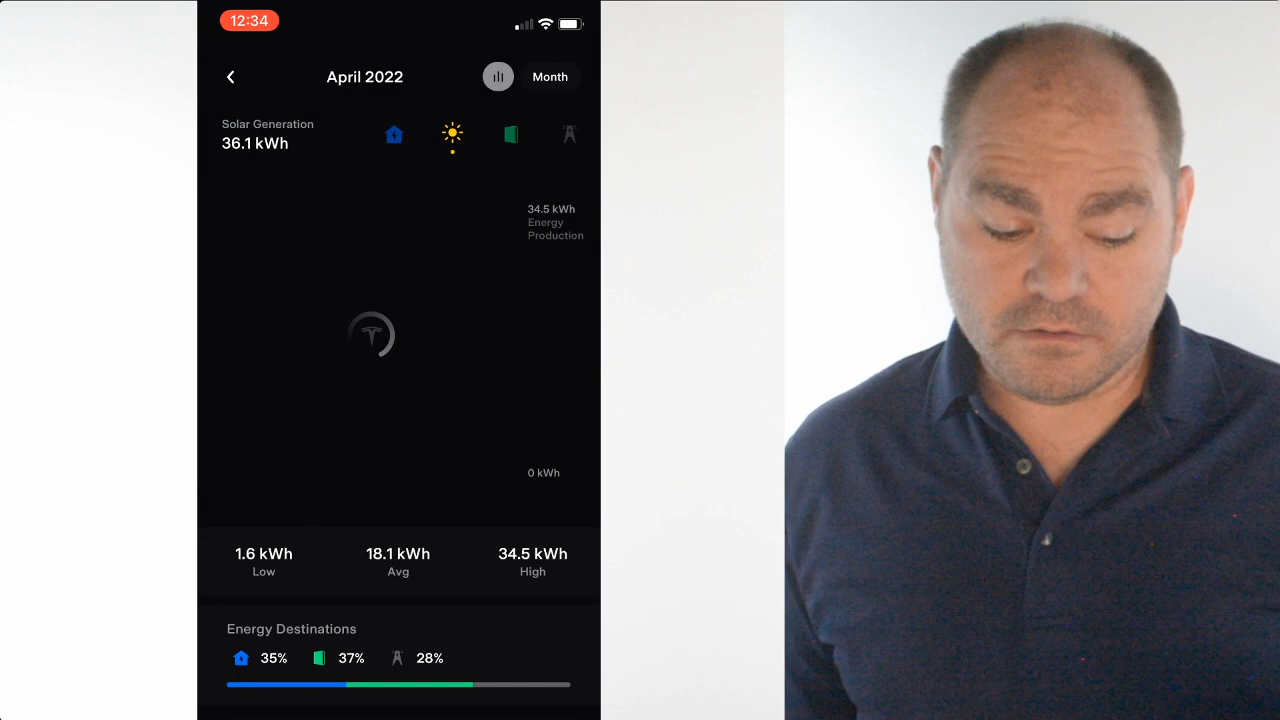 12:34
April 2022
Month
Solar Generation
36.1 kWh
34.5 kWh
Energy
Production
0 kWh
1.6 kWh
Low
18.1 kWh
Avg
34.5 kWh
High
Energy Destinations
35%
37%
28%